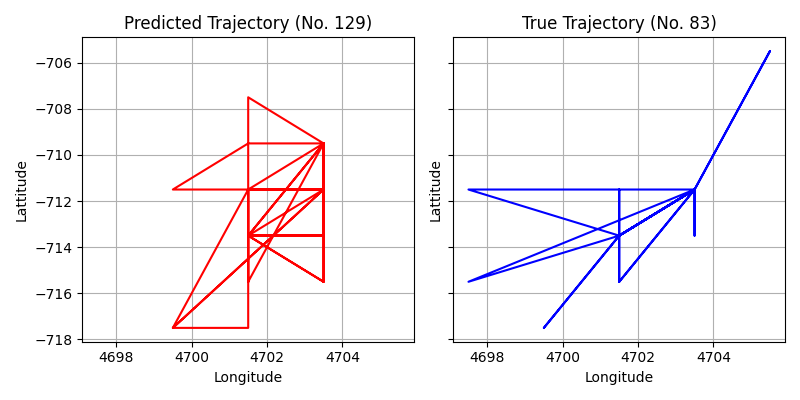 Predicted Trajectory (No. 129)
True Trajectory (No. 83)
−706
−708
−710
−712
−714
−716
−718
Lattitude
Lattitude
4698
4700
4702
4704
4698
4700
4702
4704
Longitude
Longitude